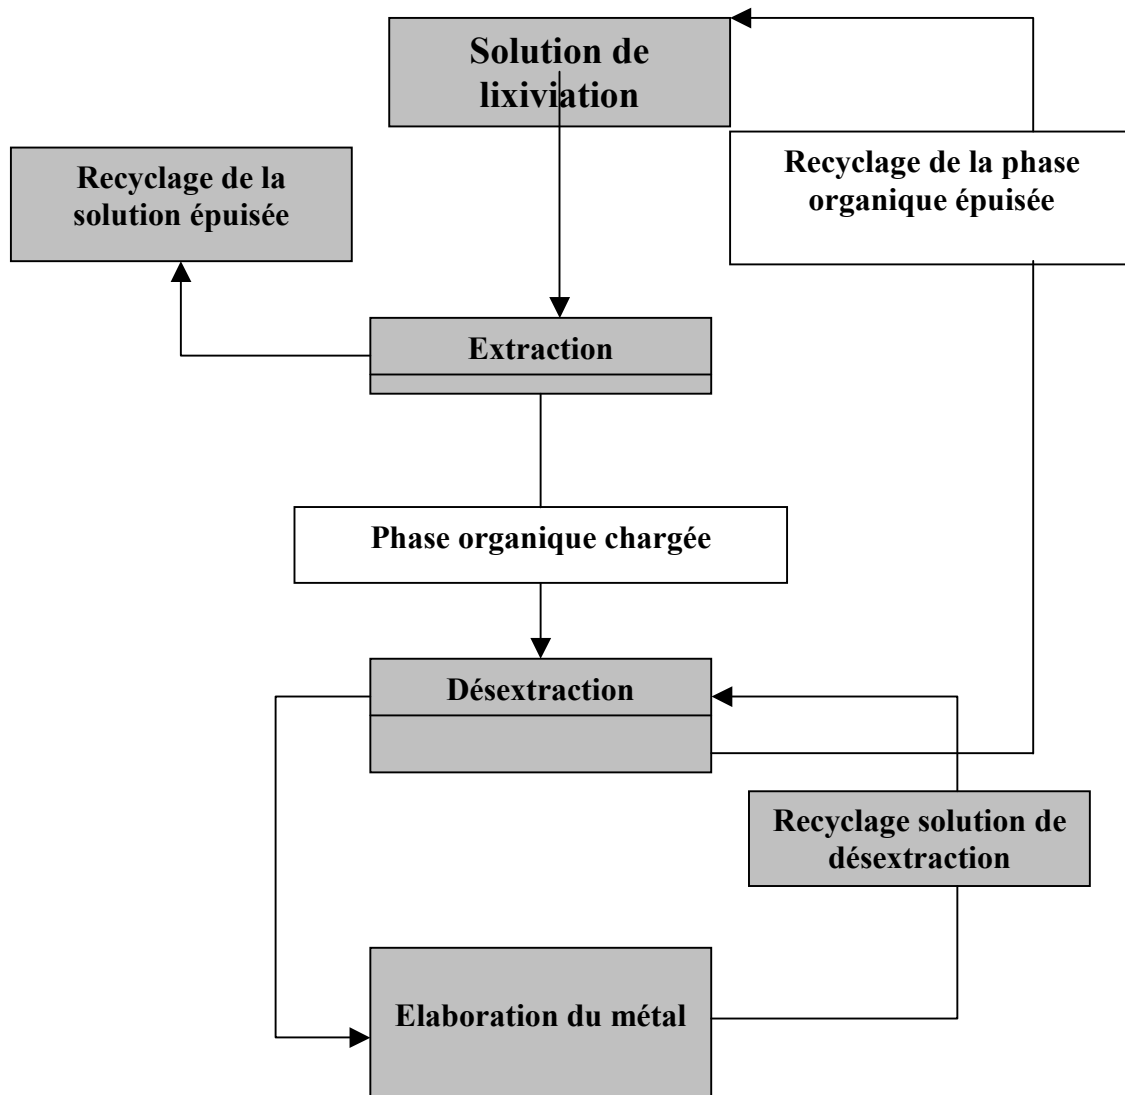 Solution de
lixiviation
Recyclage de la phase
organique épuisée
Recyclage de la
solution épuisée
Extraction
Phase organique chargée
Désextraction
Recyclage solution de
désextraction
Elaboration du métal